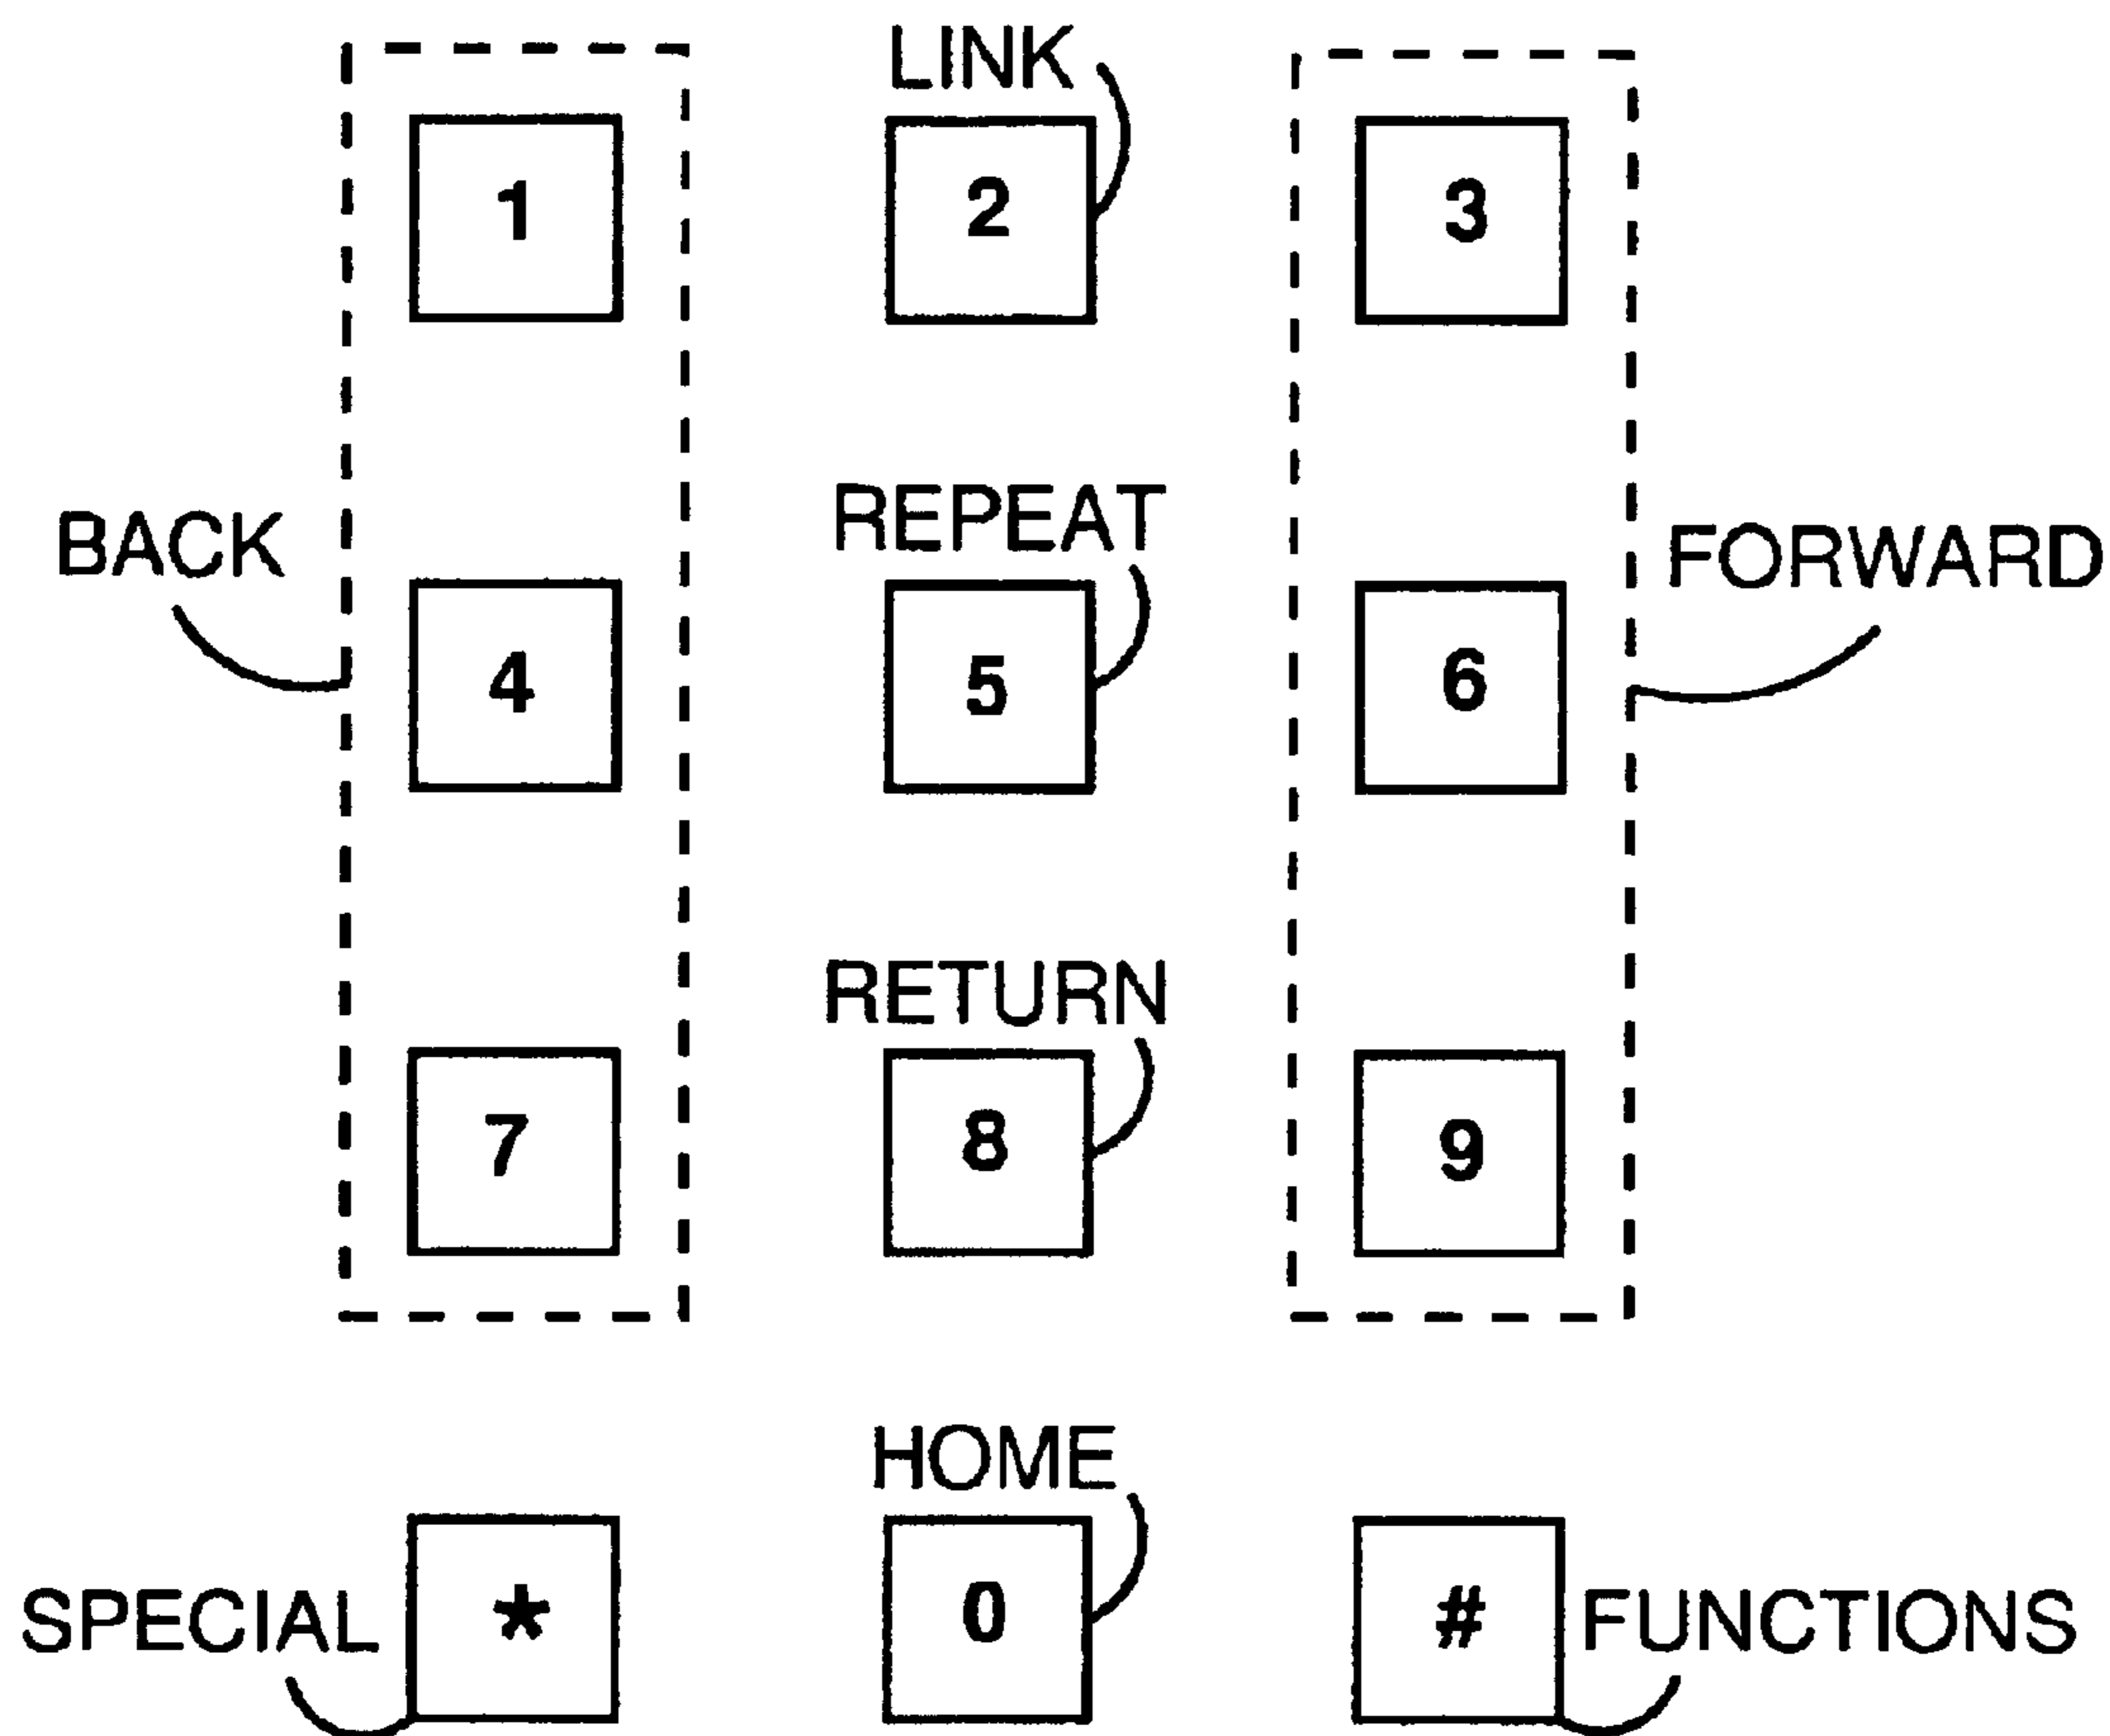 LINK
1 2 3
REPEAT
BACK FORWARD
4 5 6
RETURN
7 8 9
HOME
SPECIAL * 0 # FUNCTIONS